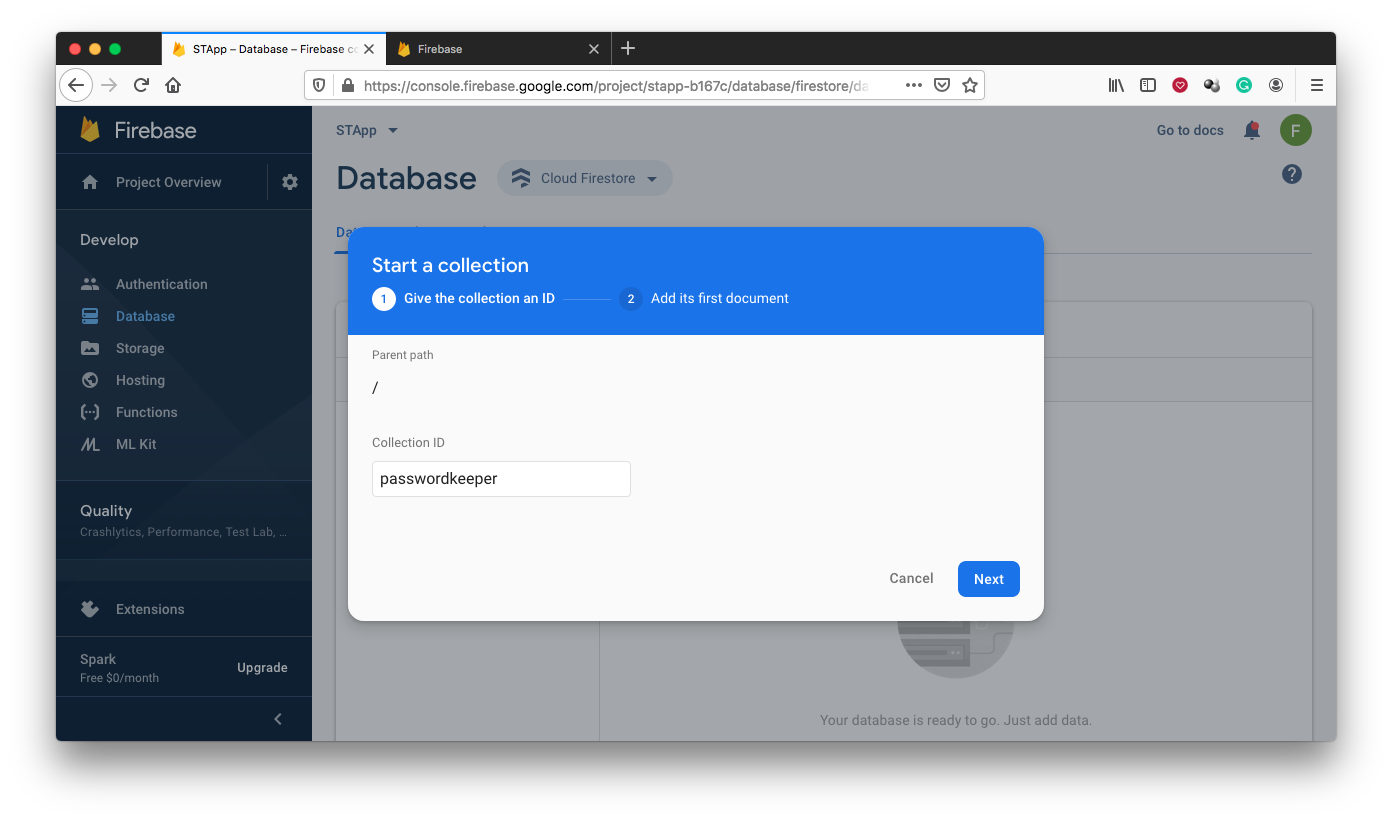 STApp – Database – Firebase co
Firebase
https://console.firebase.google.com/project/stapp-b167c/database/firestore/da
Firebase
Project Overview
Develop
Authentication
Database
Storage
Hosting
Functions
ML Kit
Quality
Crashlytics, Performance, Test Lab, ...
Extensions
Spark
Free $0/month
Upgrade
STApp
Go to docs
F
Database
Cloud Firestore
?
Start a collection
1 Give the collection an ID
2 Add its first document
Parent path
/
Collection ID
passwordkeeper
Cancel
Next
Your database is ready to go. Just add data.